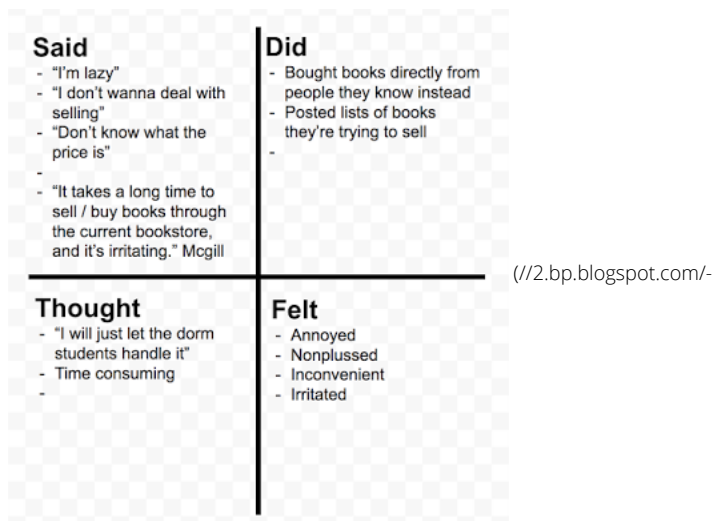 Said
- "I'm lazy"
- "I don't wanna deal with
selling"
- "Don't know what the
price is"
-
- "It takes a long time to
sell / buy books through
the current bookstore,
and it's irritating." Mcgill
Did
- Bought books directly from
people they know instead
- Posted lists of books
they're trying to sell
-
Thought
- "I will just let the dorm
students handle it"
- Time consuming
-
Felt
- Annoyed
- Nonplussed
- Inconvenient
- Irritated
(//2.bp.blogspot.com/-